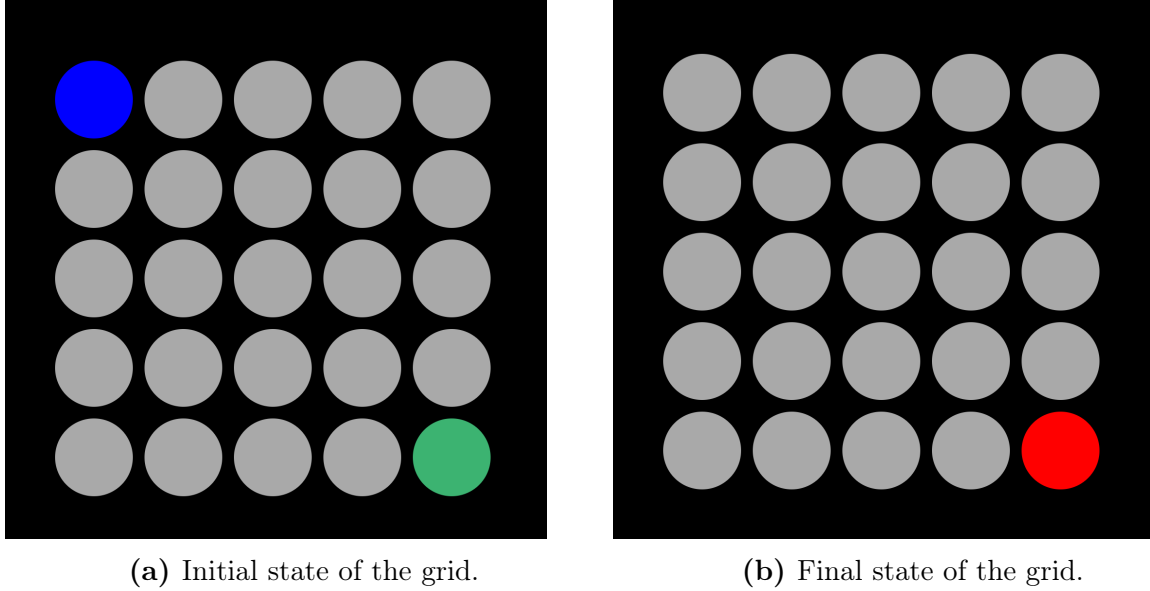 (a) Initial state of the grid.
(b) Final state of the grid.